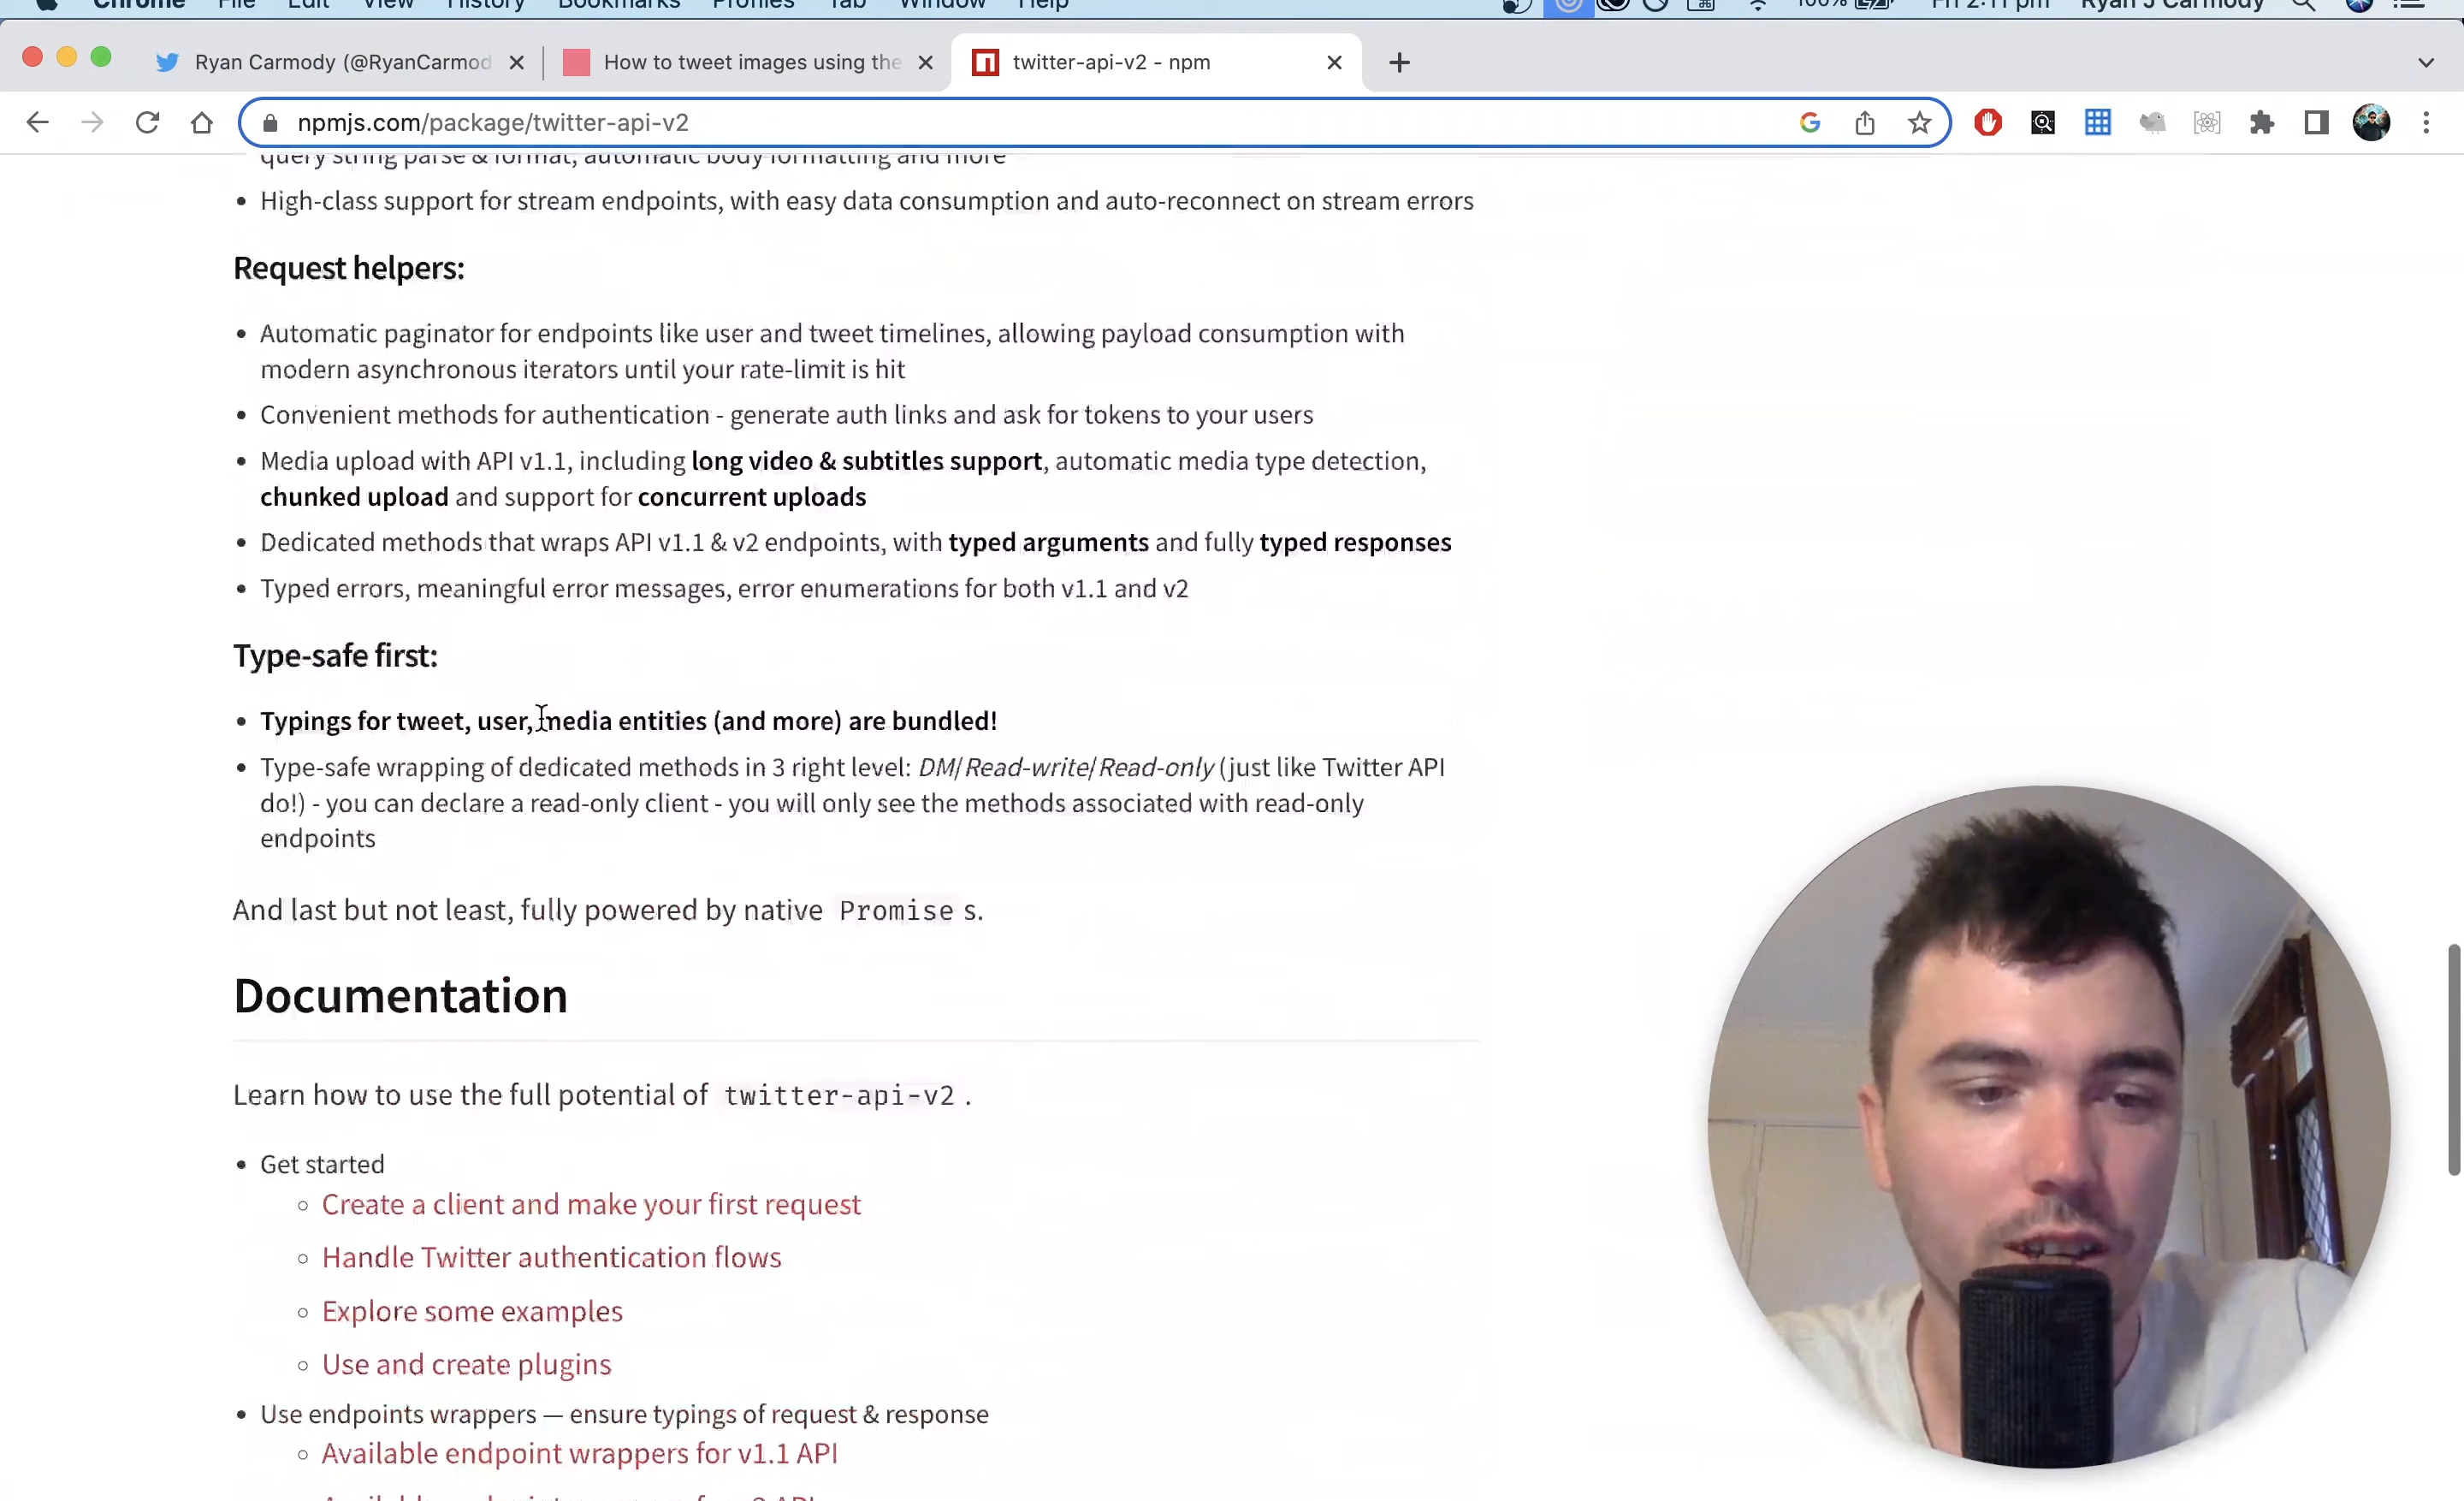 Chrome File Edit View History Bookmarks Profiles Tab Window Help 100% Fri 2:11 pm Ryan J Carmody
Ryan Carmody (@RyanCarmod
How to tweet images using the
twitter-api-v2 - npm
npmjs.com/package/twitter-api-v2
query string parse & format, automatic body formatting and more
• High-class support for stream endpoints, with easy data consumption and auto-reconnect on stream errors
Request helpers:
• Automatic paginator for endpoints like user and tweet timelines, allowing payload consumption with
modern asynchronous iterators until your rate-limit is hit
• Convenient methods for authentication - generate auth links and ask for tokens to your users
• Media upload with API v1.1, including long video & subtitles support, automatic media type detection,
chunked upload and support for concurrent uploads
• Dedicated methods that wraps API v1.1 & v2 endpoints, with typed arguments and fully typed responses
• Typed errors, meaningful error messages, error enumerations for both v1.1 and v2
Type-safe first:
• Typings for tweet, user, media entities (and more) are bundled!
• Type-safe wrapping of dedicated methods in 3 right level: DM/Read-write/Read-only (just like Twitter API
do!) - you can declare a read-only client - you will only see the methods associated with read-only
endpoints
And last but not least, fully powered by native Promise s.
Documentation
Learn how to use the full potential of twitter-api-v2 .
• Get started
○ Create a client and make your first request
○ Handle Twitter authentication flows
○ Explore some examples
○ Use and create plugins
• Use endpoints wrappers — ensure typings of request & response
○ Available endpoint wrappers for v1.1 API